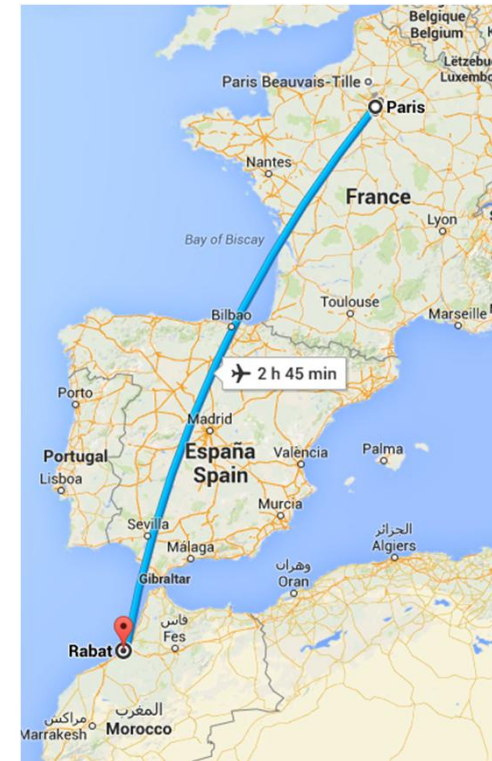 Belgique
Belgium
Lëtzebu
Luxembo
Paris Beauvais-Tille
Paris
Nantes
France
Lyon
Bay of Biscay
Toulouse
Marseille
Bilbao
2 h 45 min
Porto
Madrid
Portugal
España
Spain
València
Palma
Lisboa
Murcia
Sevilla
Málaga
الجزائر
Algiers
Gibraltar
وهران
Oran
فاس
Fes
Rabat
المغرب
Morocco
مراكش
Marrakesh